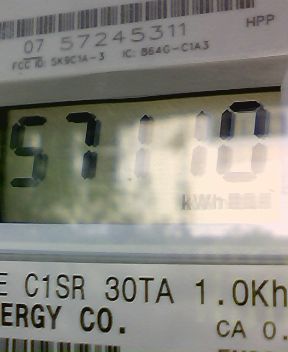 07 57245311
HPP
FCC ID: SK9C1A-3 IC: 864G-C1A3
57110
kWh
E C1SR 30TA 1.0Kh
ERGY CO.
CA 0.